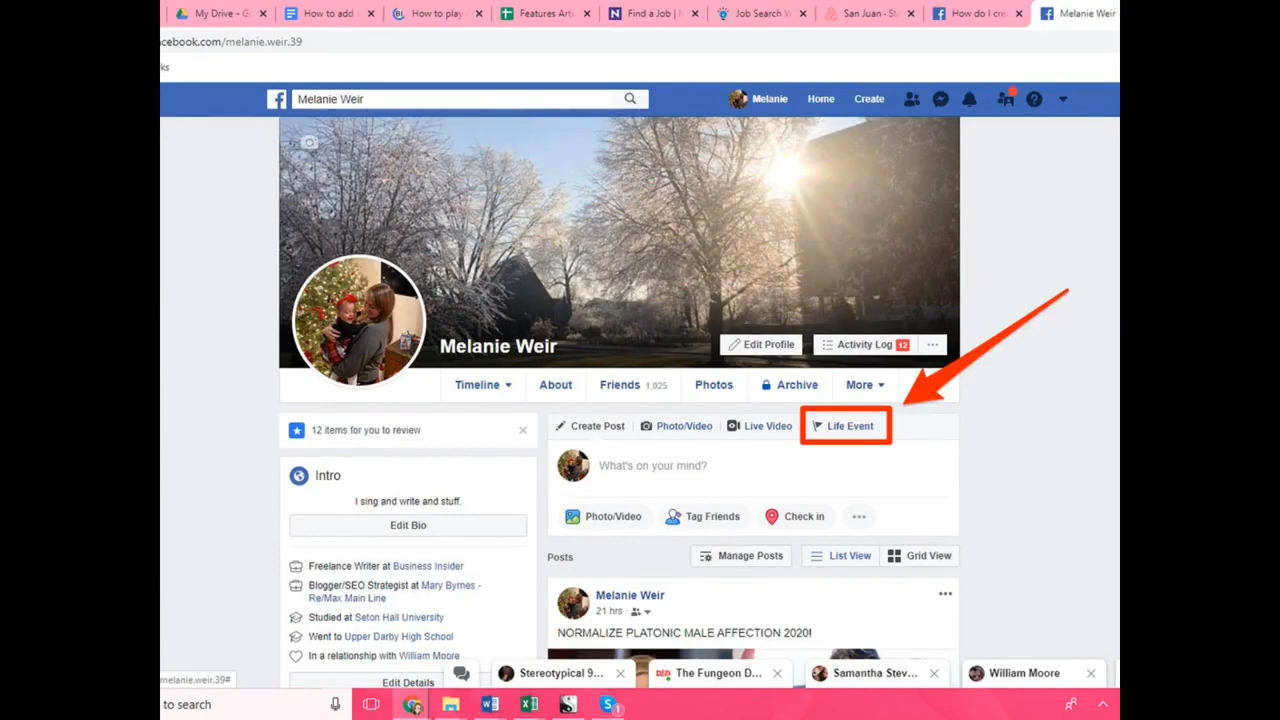 My Drive - G
How to add
How to play
Features Arti
Find a Job | N
Job Search W
San Juan - St
How do I cre
Melanie Weir
cebook.com/melanie.weir.39
ks
Melanie Weir
Melanie
Home
Create
Melanie Weir
Edit Profile
Activity Log 12
Timeline
About
Friends 1,025
Photos
Archive
More
12 items for you to review
Create Post
Photo/Video
Live Video
Life Event
Intro
What's on your mind?
I sing and write and stuff.
Edit Bio
Photo/Video
Tag Friends
Check in
Posts
Manage Posts
List View
Grid View
Freelance Writer at Business Insider
Blogger/SEO Strategist at Mary Byrnes -
Re/Max Main Line
Studied at Seton Hall University
Went to Upper Darby High School
In a relationship with William Moore
Edit Details
Melanie Weir
21 hrs
NORMALIZE PLATONIC MALE AFFECTION 2020!
Stereotypical 9...
The Fungeon D...
Samantha Stev...
William Moore
melanie.weir.39#
to search
1